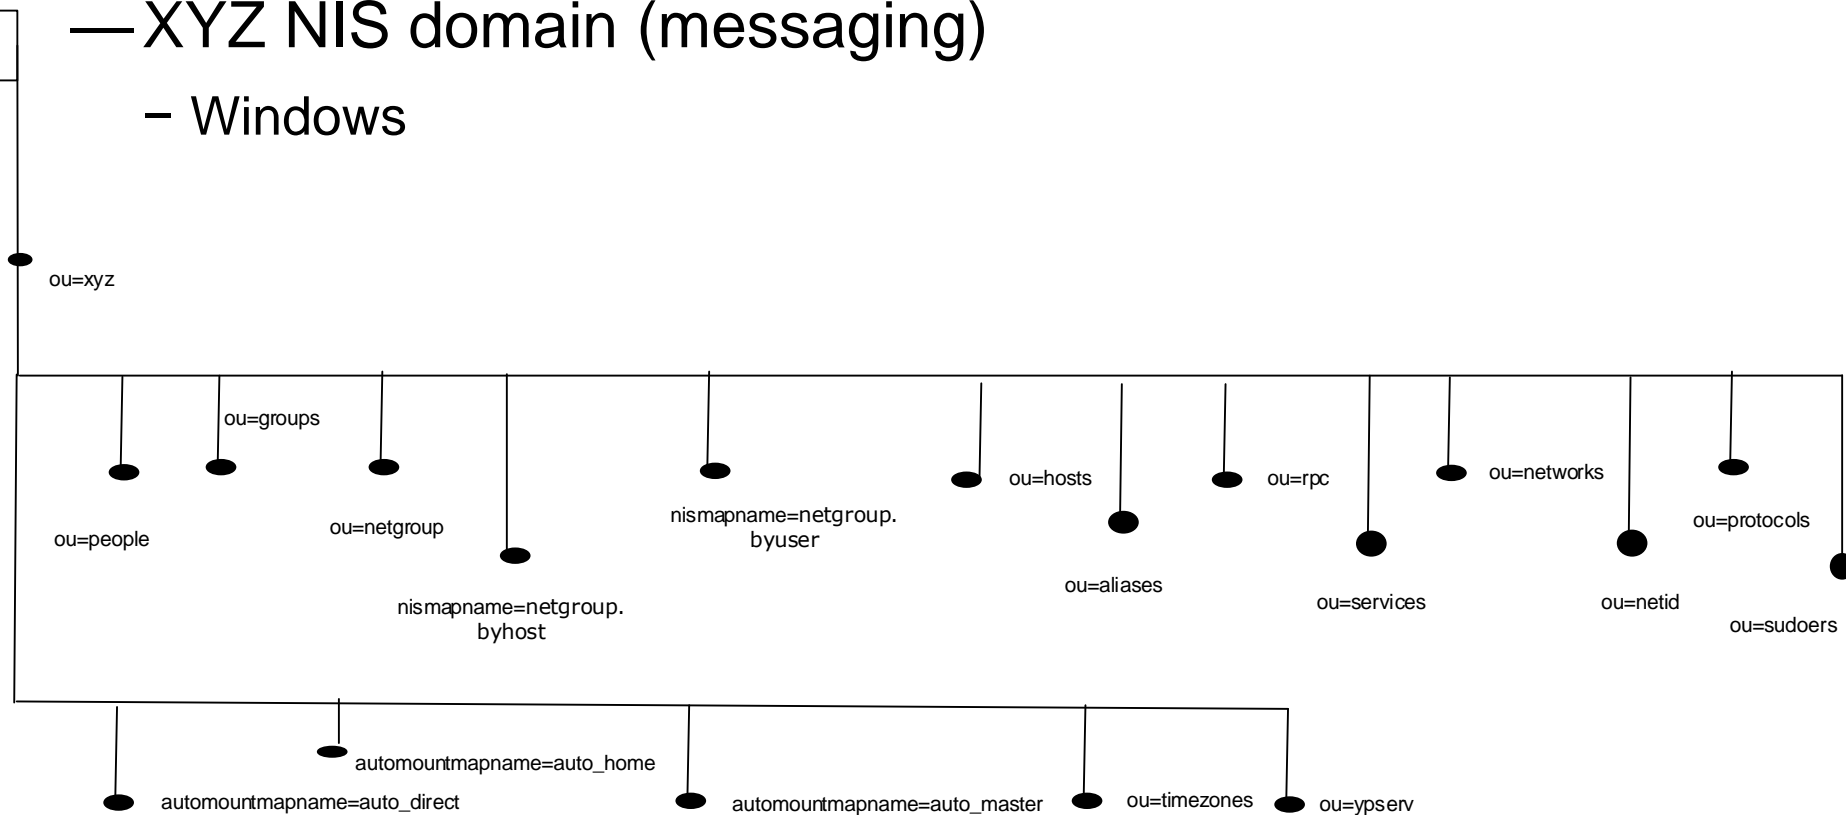 —XYZ NIS domain (messaging)
– Windows
ou=xyz
ou=groups
ou=people
ou=netgroup
nismapname=netgroup.
byhost
nismapname=netgroup.
byuser
ou=hosts
ou=aliases
ou=rpc
ou=services
ou=networks
ou=netid
ou=protocols
ou=sudoers
automountmapname=auto_home
automountmapname=auto_direct
automountmapname=auto_master
ou=timezones
ou=ypserv